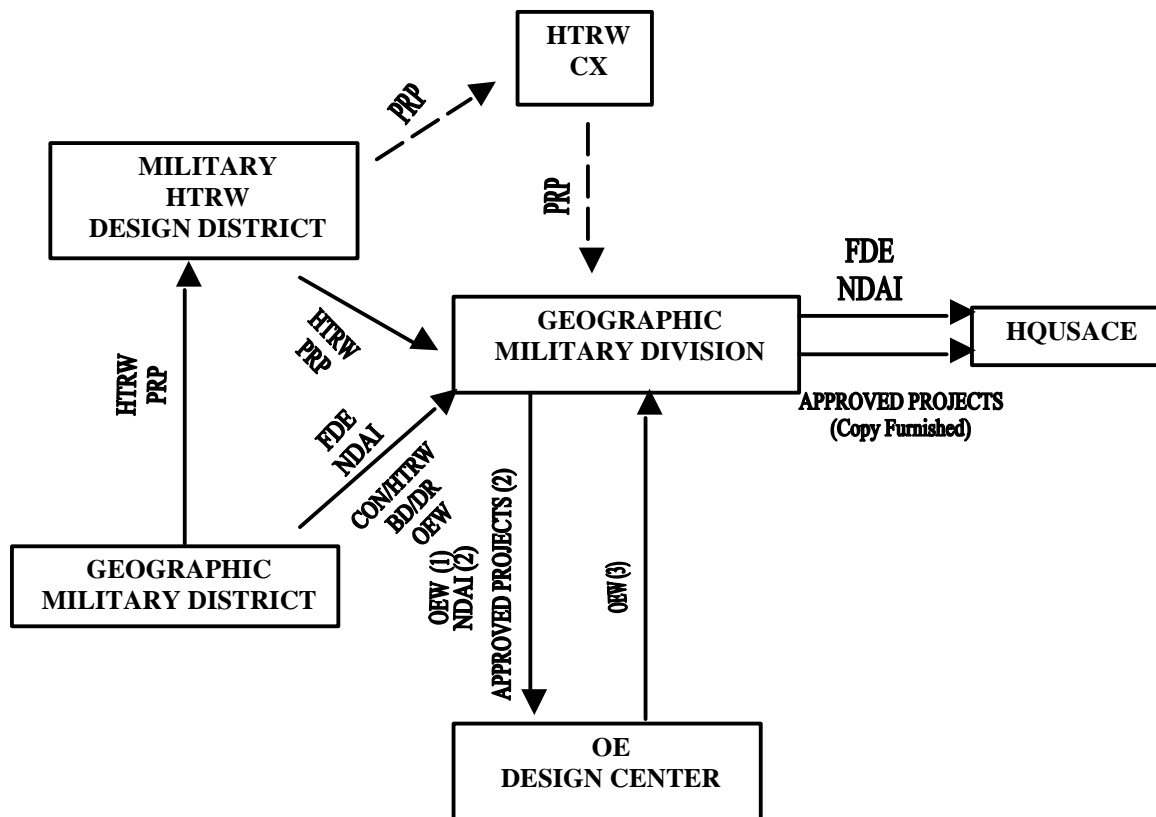 HTRW
CX
PRP
MILITARY
HTRW
DESIGN DISTRICT
PRP
FDE
NDAI
GEOGRAPHIC
MILITARY DIVISION
HQUSACE
HTRW
PRP
HTRW
PRP
APPROVED PROJECTS
(Copy Furnished)
FDE
NDAI
CON/HTRW
BD/DR
OEW
GEOGRAPHIC
MILITARY DISTRICT
OEW (1)
NDAI (2)
APPROVED PROJECTS (2)
OEW (3)
OE
DESIGN CENTER